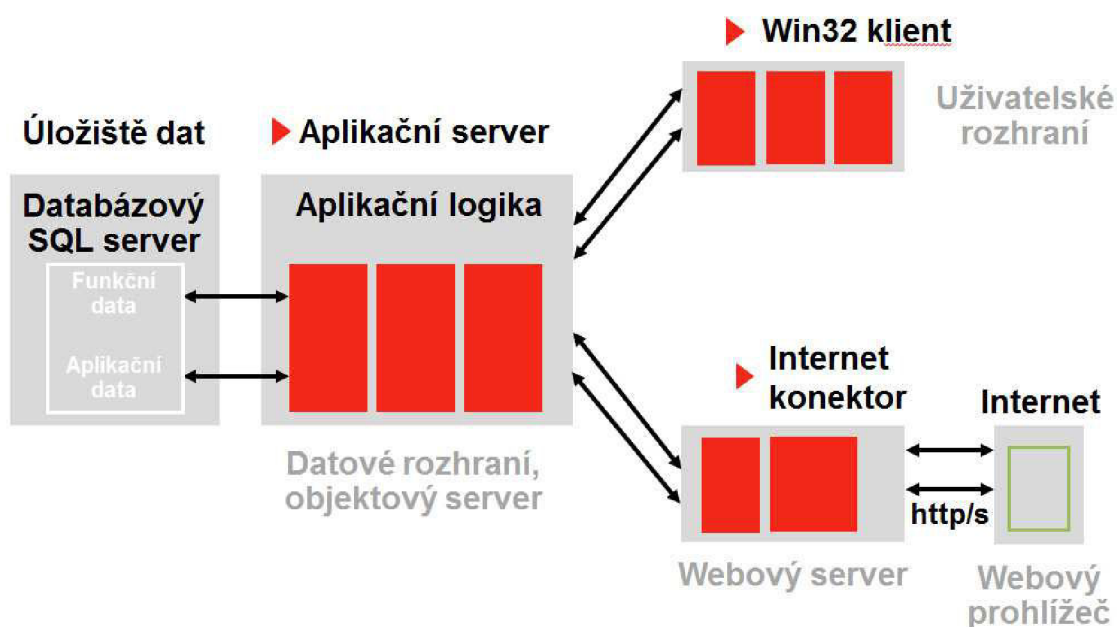 Úložiště dat
Databázový
SQL server
Funkční
data
Aplikační
data
Aplikační server
Aplikační logika
Datové rozhraní,
objektový server
Win32 klient
Uživatelské
rozhraní
Internet
konektor
Webový server
http/s
Internet
Webový
prohlížeč